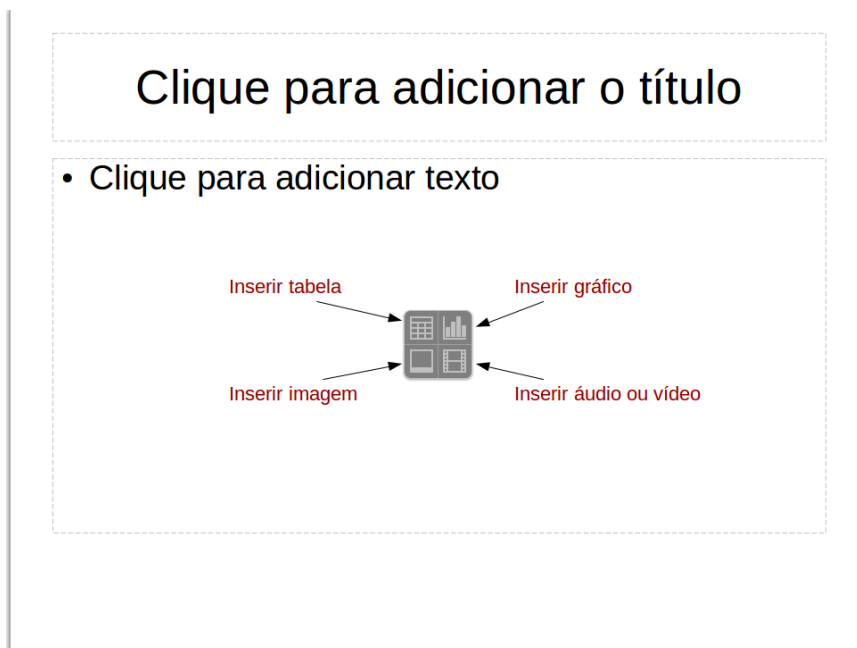 Clique para adicionar o título
• Clique para adicionar texto
Inserir tabela
Inserir gráfico
Inserir imagem
Inserir áudio ou vídeo